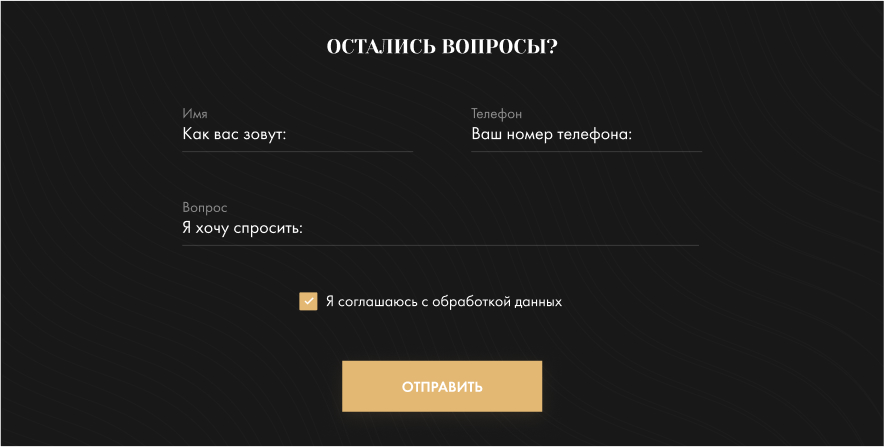 ОСТАЛИСЬ ВОПРОСЫ?
Имя
Как вас зовут:
Телефон
Ваш номер телефона:
Вопрос
Я хочу спросить:
Я соглашаюсь с обработкой данных
ОТПРАВИТЬ